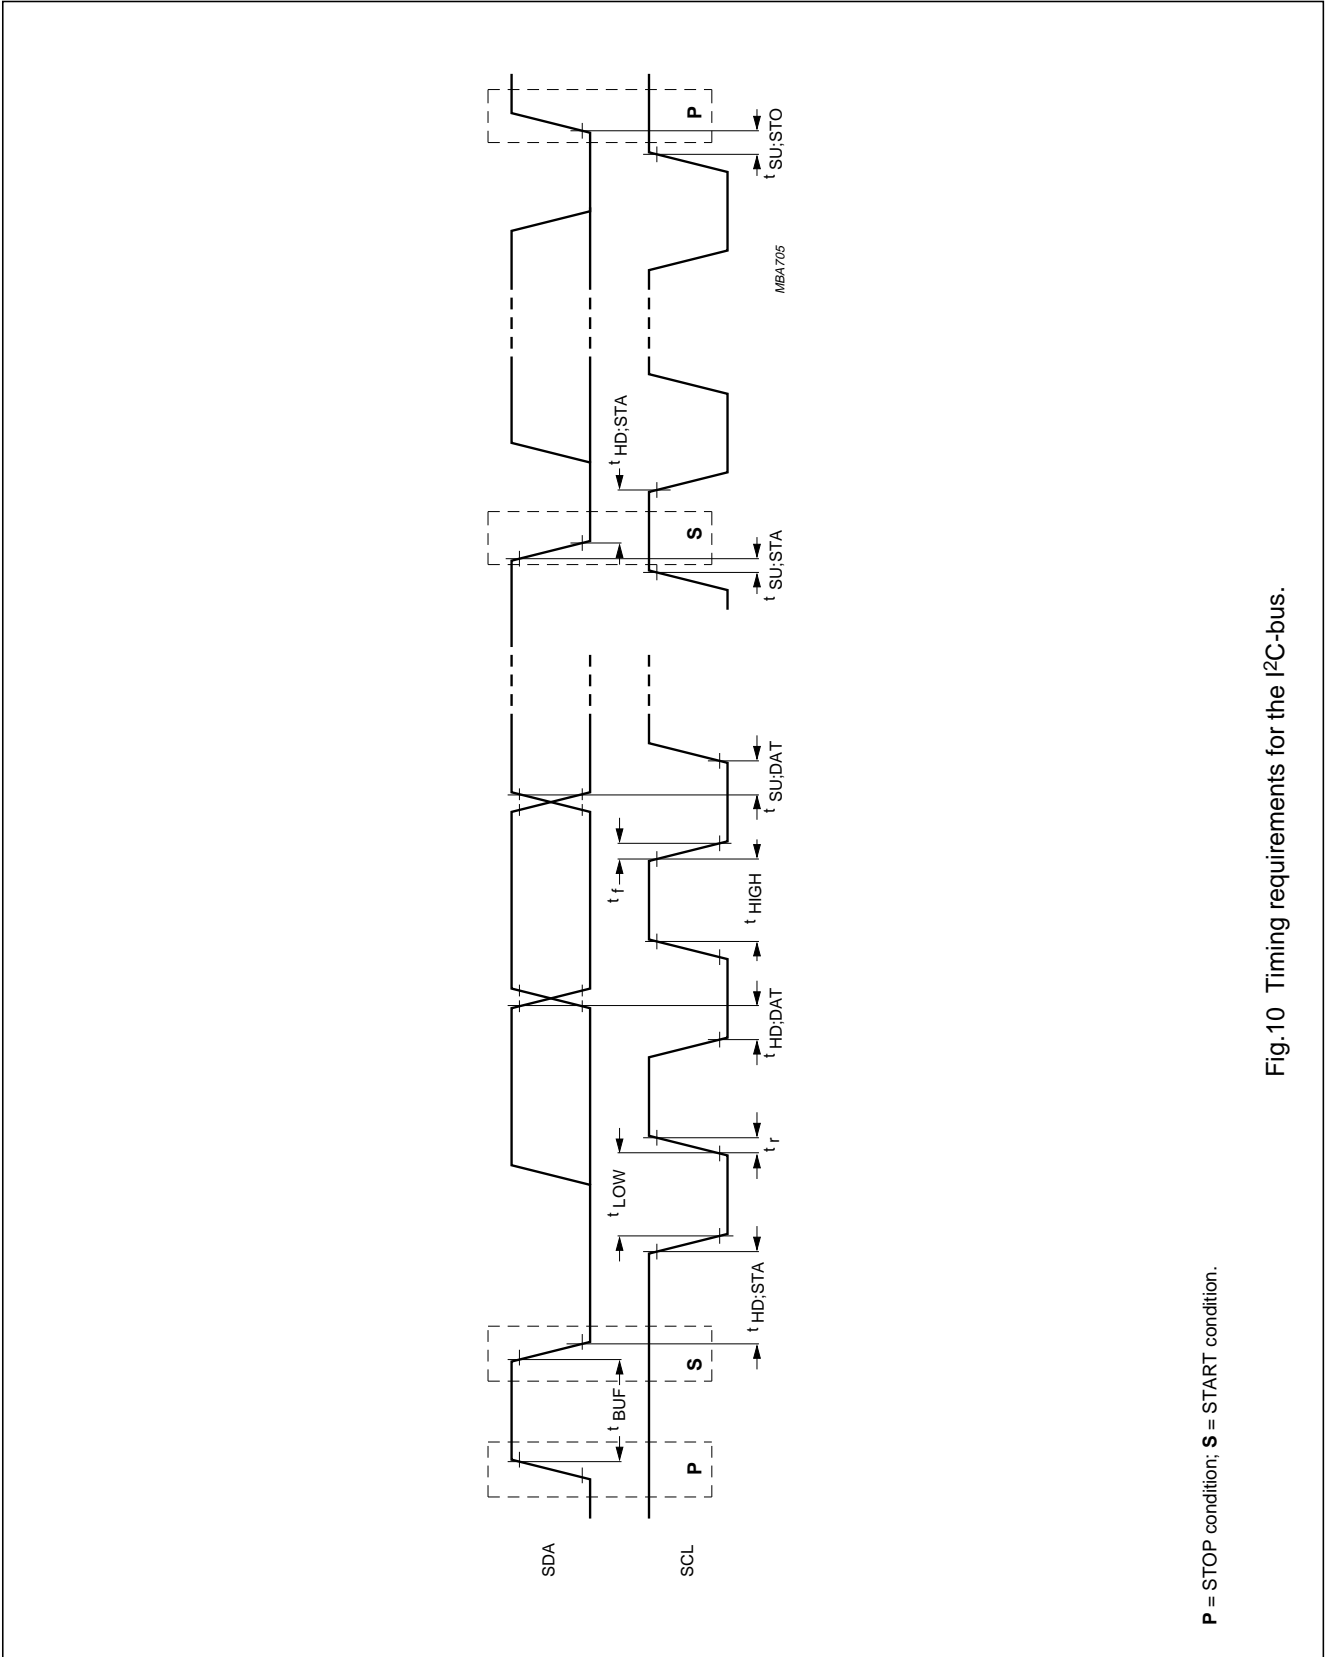 SDA
SCL
P
S
S
P
t BUF
t LOW
t f
t HD;STA
t HD;STA
t r
t HD;DAT
t HIGH
t SU;DAT
t SU;STA
t SU;STO
MBA705
P = STOP condition; S = START condition.
Fig.10 Timing requirements for the I²C-bus.